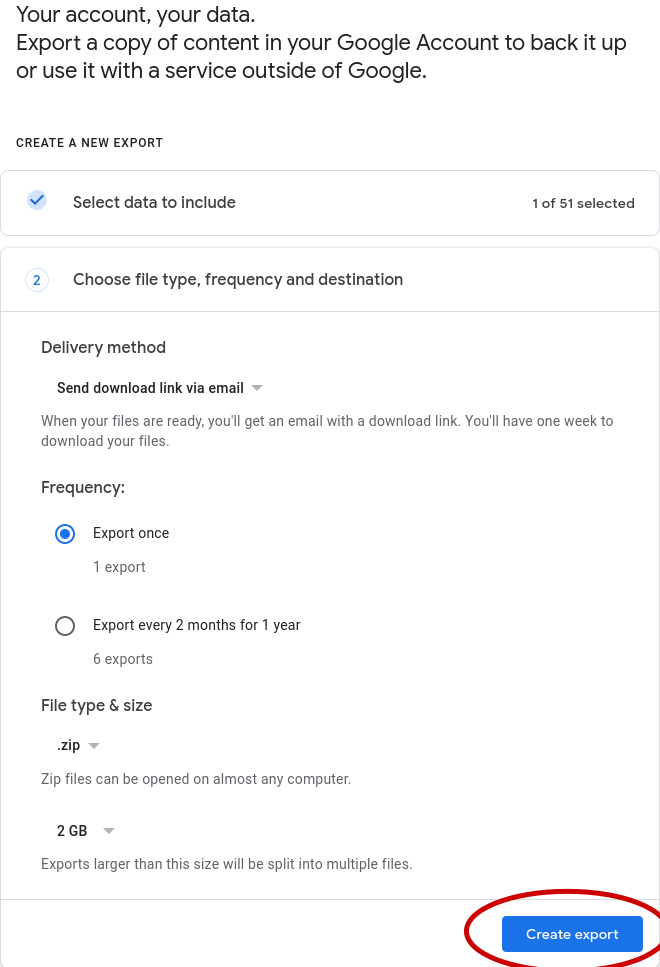 Your account, your data.
Export a copy of content in your Google Account to back it up
or use it with a service outside of Google.
CREATE A NEW EXPORT
Select data to include
1 of 51 selected
2
Choose file type, frequency and destination
Delivery method
Send download link via email
When your files are ready, you'll get an email with a download link. You'll have one week to
download your files.
Frequency:
Export once
1 export
Export every 2 months for 1 year
6 exports
File type & size
.zip
Zip files can be opened on almost any computer.
2 GB
Exports larger than this size will be split into multiple files.
Create export